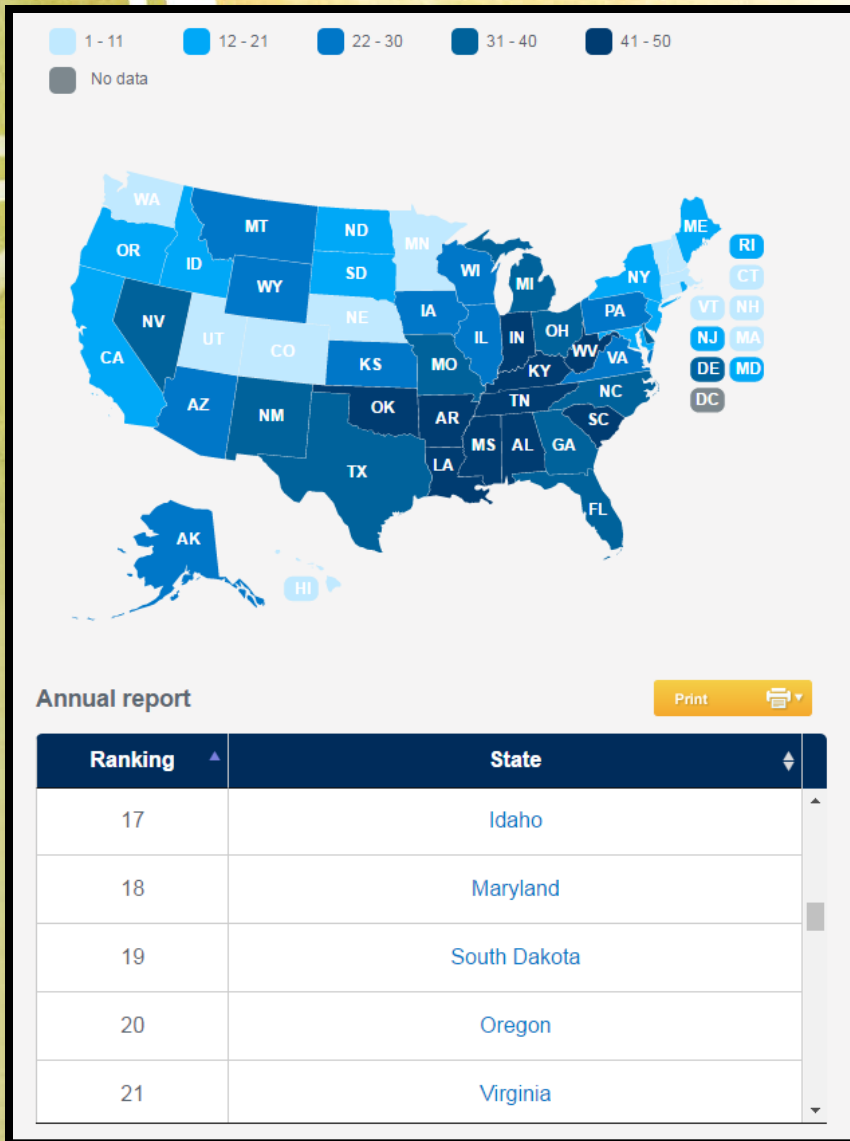 1 - 11 12 - 21 22 - 30 31 - 40 41 - 50
No data
WA
MT ND MN ME
OR ID SD WI MI NY RI
WY CT
NV UT NE IA PA VT NH
CA CO IL IN OH NJ MA
KS MO WV VA DE MD
AZ NM OK KY NC DC
AR TN SC
TX LA MS AL GA
FL
AK
HI
Annual report Print
Ranking State
17 Idaho
18 Maryland
19 South Dakota
20 Oregon
21 Virginia